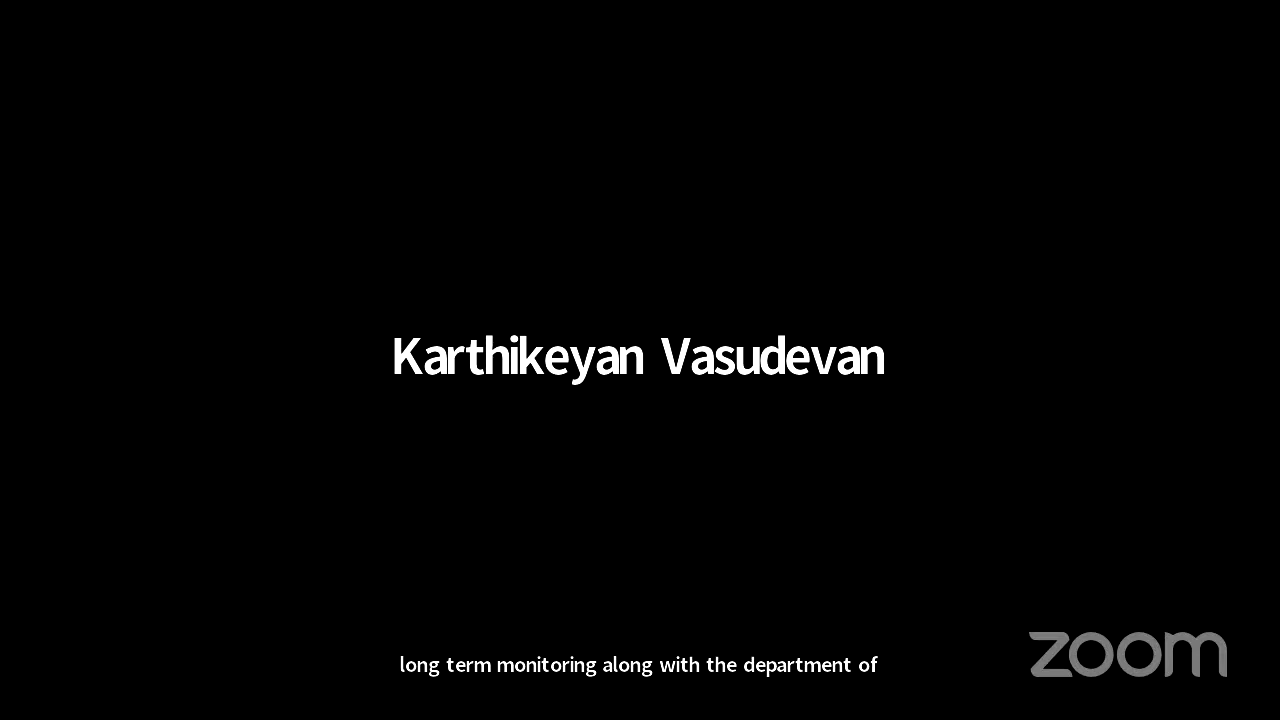 Karthikeyan Vasudevan
long term monitoring along with the department of
zoom